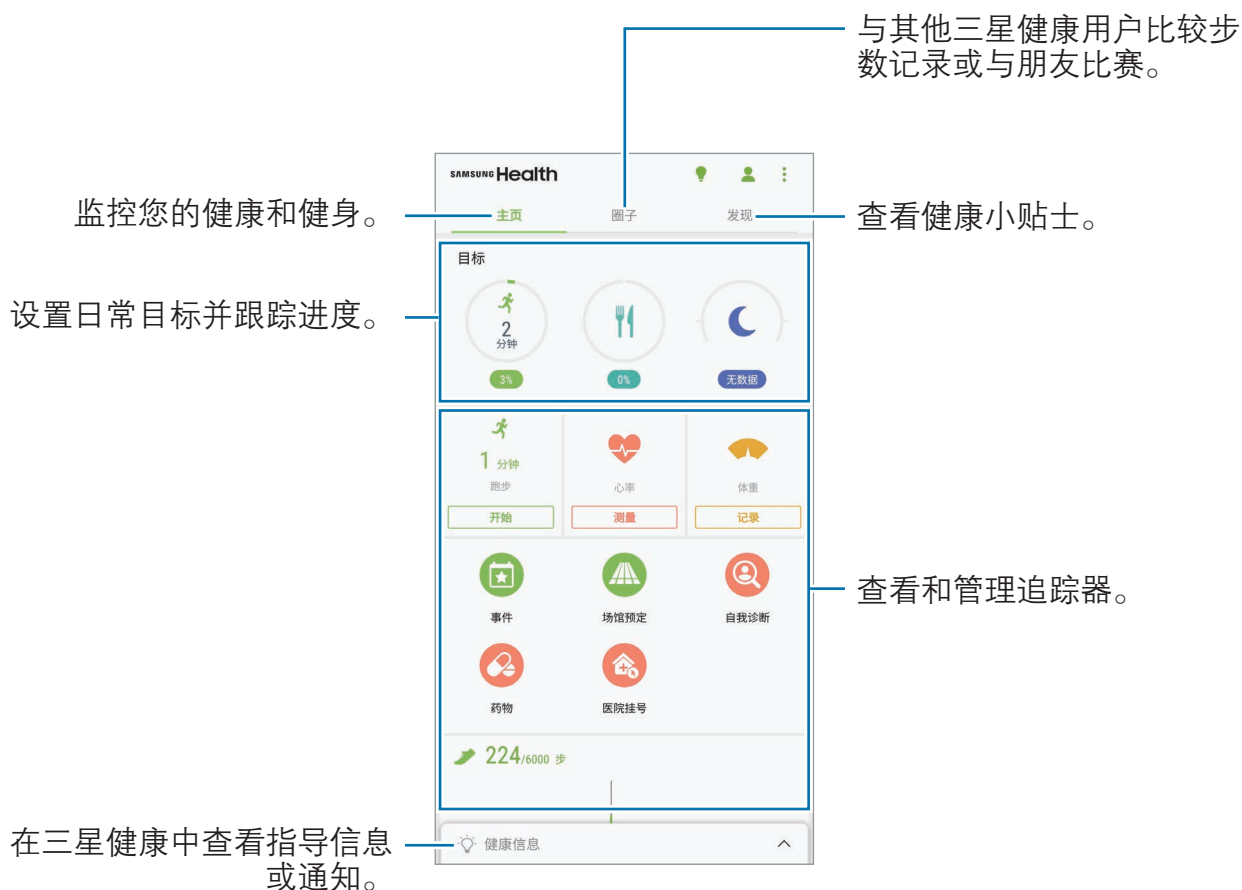 与其他三星健康用户比较步
数记录或与朋友比赛。
SAMSUNG Health
监控您的健康和健身。
主页
圈子
发现
查看健康小贴士。
目标
设置日常目标并跟踪进度。
2
分钟
3%
0%
无数据
1 分钟
跑步
心率
体重
开始
测量
记录
事件
场馆预定
自我诊断
查看和管理追踪器。
药物
医院挂号
224/6000 步
在三星健康中查看指导信息
或通知。
健康信息